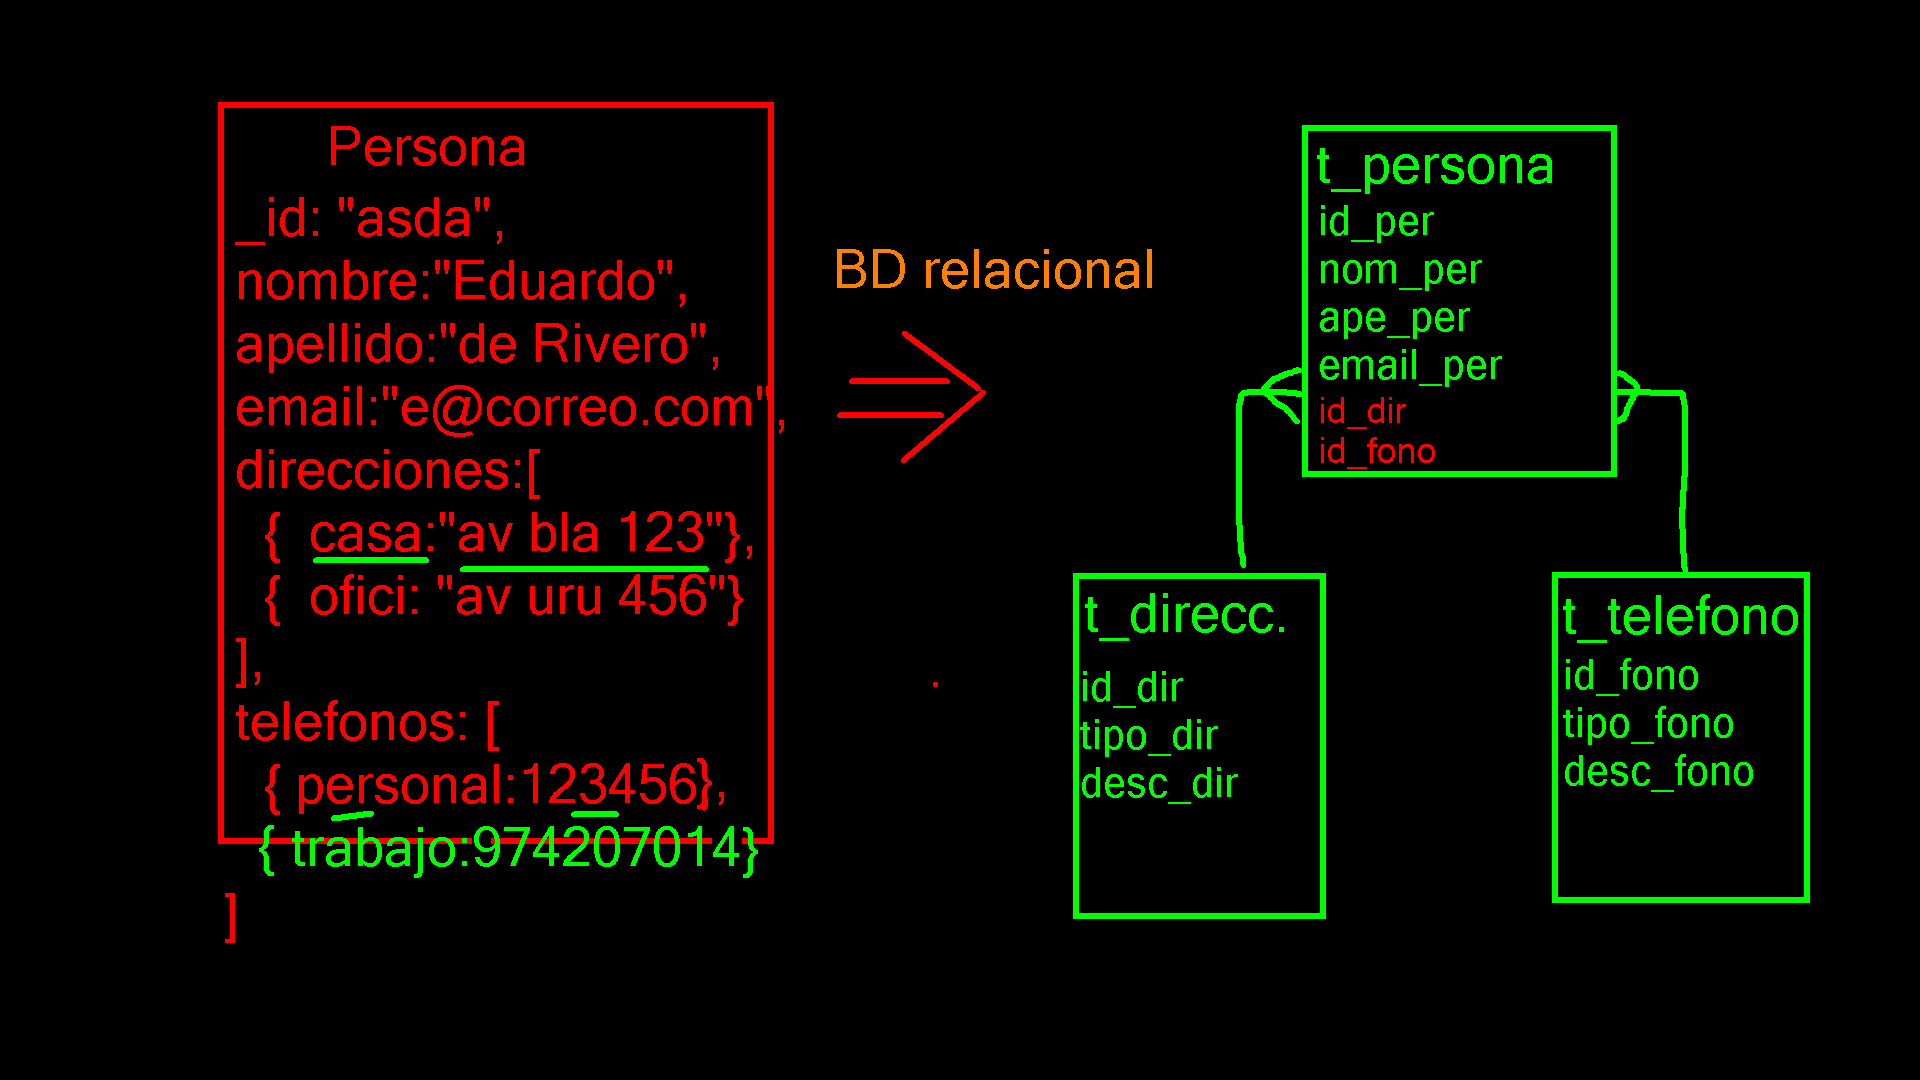 Persona
_id: "asda",
nombre:"Eduardo",
apellido:"de Rivero",
email:"e@correo.com",
direcciones:[
{ casa:"av bla 123"},
{ ofici: "av uru 456"}
],
telefonos: [
{ personal:123456},
{ trabajo:974207014}
]
BD relacional
t_persona
id_per
nom_per
ape_per
email_per
id_dir
id_fono
t_direcc.
id_dir
tipo_dir
desc_dir
t_telefono
id_fono
tipo_fono
desc_fono